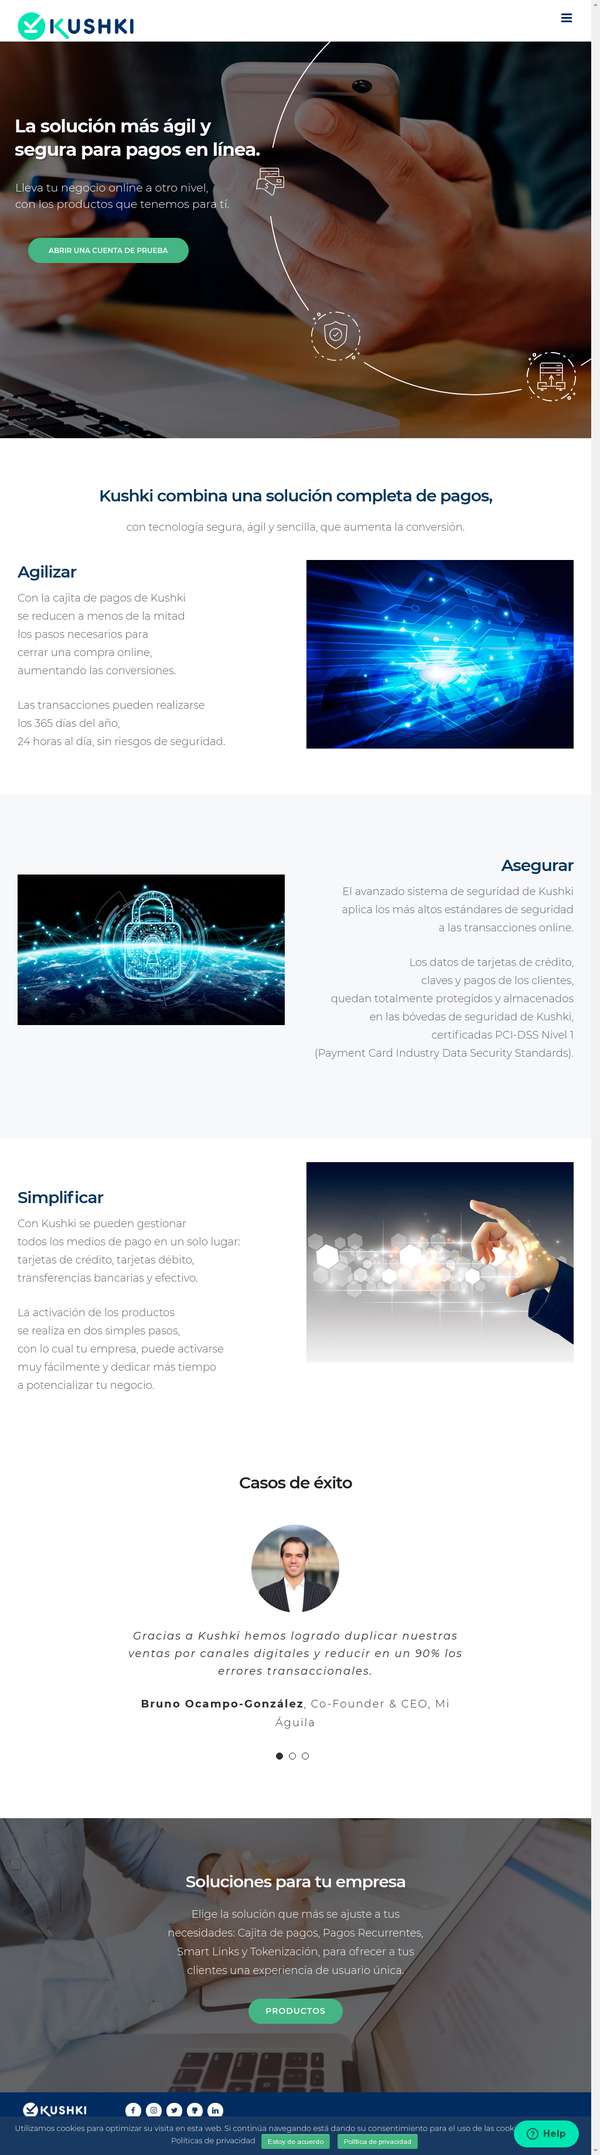 KUSHKI
La solución más ágil y
segura para pagos en línea.
Lleva tu negocio online a otro nivel,
con los productos que tenemos para tí.
ABRIR UNA CUENTA DE PRUEBA
Kushki combina una solución completa de pagos,
con tecnología segura, ágil y sencilla, que aumenta la conversión.
Agilizar
Con la cajita de pagos de Kushki
se reducen a menos de la mitad
los pasos necesarios para
cerrar una compra online,
aumentando las conversiones.
Las transacciones pueden realizarse
los 365 días del año,
24 horas al día, sin riesgos de seguridad.
Asegurar
El avanzado sistema de seguridad de Kushki
aplica los más altos estándares de seguridad
a las transacciones online.
Los datos de tarjetas de crédito,
claves y pagos de los clientes,
quedan totalmente protegidos y almacenados
en las bóvedas de seguridad de Kushki,
certificadas PCI-DSS Nivel 1
(Payment Card Industry Data Security Standards).
Simplificar
Con Kushki se pueden gestionar
todos los medios de pago en un solo lugar:
tarjetas de crédito, tarjetas débito,
transferencias bancarias y efectivo.
La activación de los productos
se realiza en dos simples pasos,
con lo cual tu empresa, puede activarse
muy fácilmente y dedicar más tiempo
a potencializar tu negocio.
Casos de éxito
Gracias a Kushki hemos logrado duplicar nuestras
ventas por canales digitales y reducir en un 90% los
errores transaccionales.
Bruno Ocampo-González, Co-Founder & CEO, Mi
Águila
Soluciones para tu empresa
Elige la solución que más se ajuste a tus
necesidades: Cajita de pagos, Pagos Recurrentes,
Smart Links y Tokenización, para ofrecer a tus
clientes una experiencia de usuario única.
PRODUCTOS
KUSHKI
Utilizamos cookies para optimizar su visita en esta web. Si continúa navegando está dando su consentimiento para el uso de las cook
Políticas de privacidad Estoy de acuerdo Política de privacidad
Help